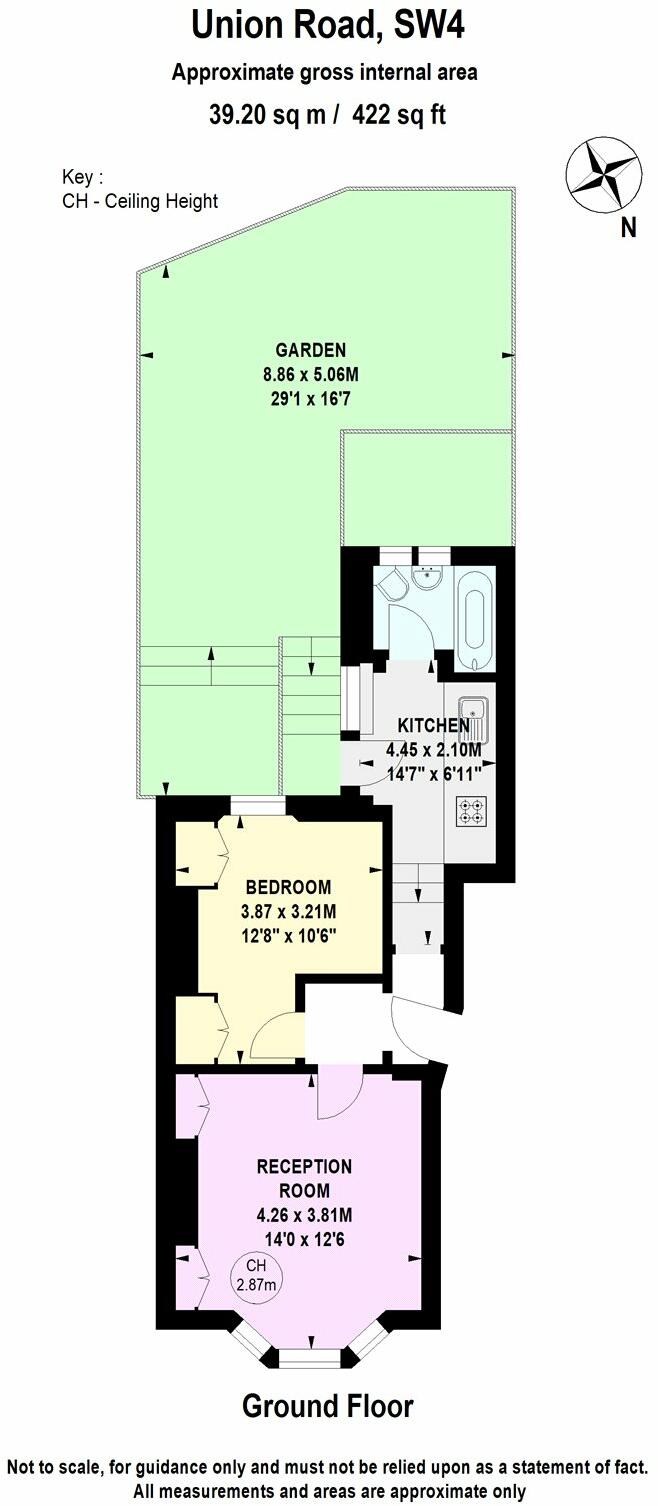 Union Road, SW4
Approximate gross internal area
39.20 sq m / 422 sq ft
Key :
CH - Ceiling Height
N
GARDEN
8.86 x 5.06M
29'1 x 16'7
KITCHEN
4.45 x 2.10M
14'7" x 6'11"
BEDROOM
3.87 x 3.21M
12'8" x 10'6"
RECEPTION
ROOM
4.26 x 3.81M
14'0 x 12'6
CH
2.87m
Ground Floor
Not to scale, for guidance only and must not be relied upon as a statement of fact.
All measurements and areas are approximate only